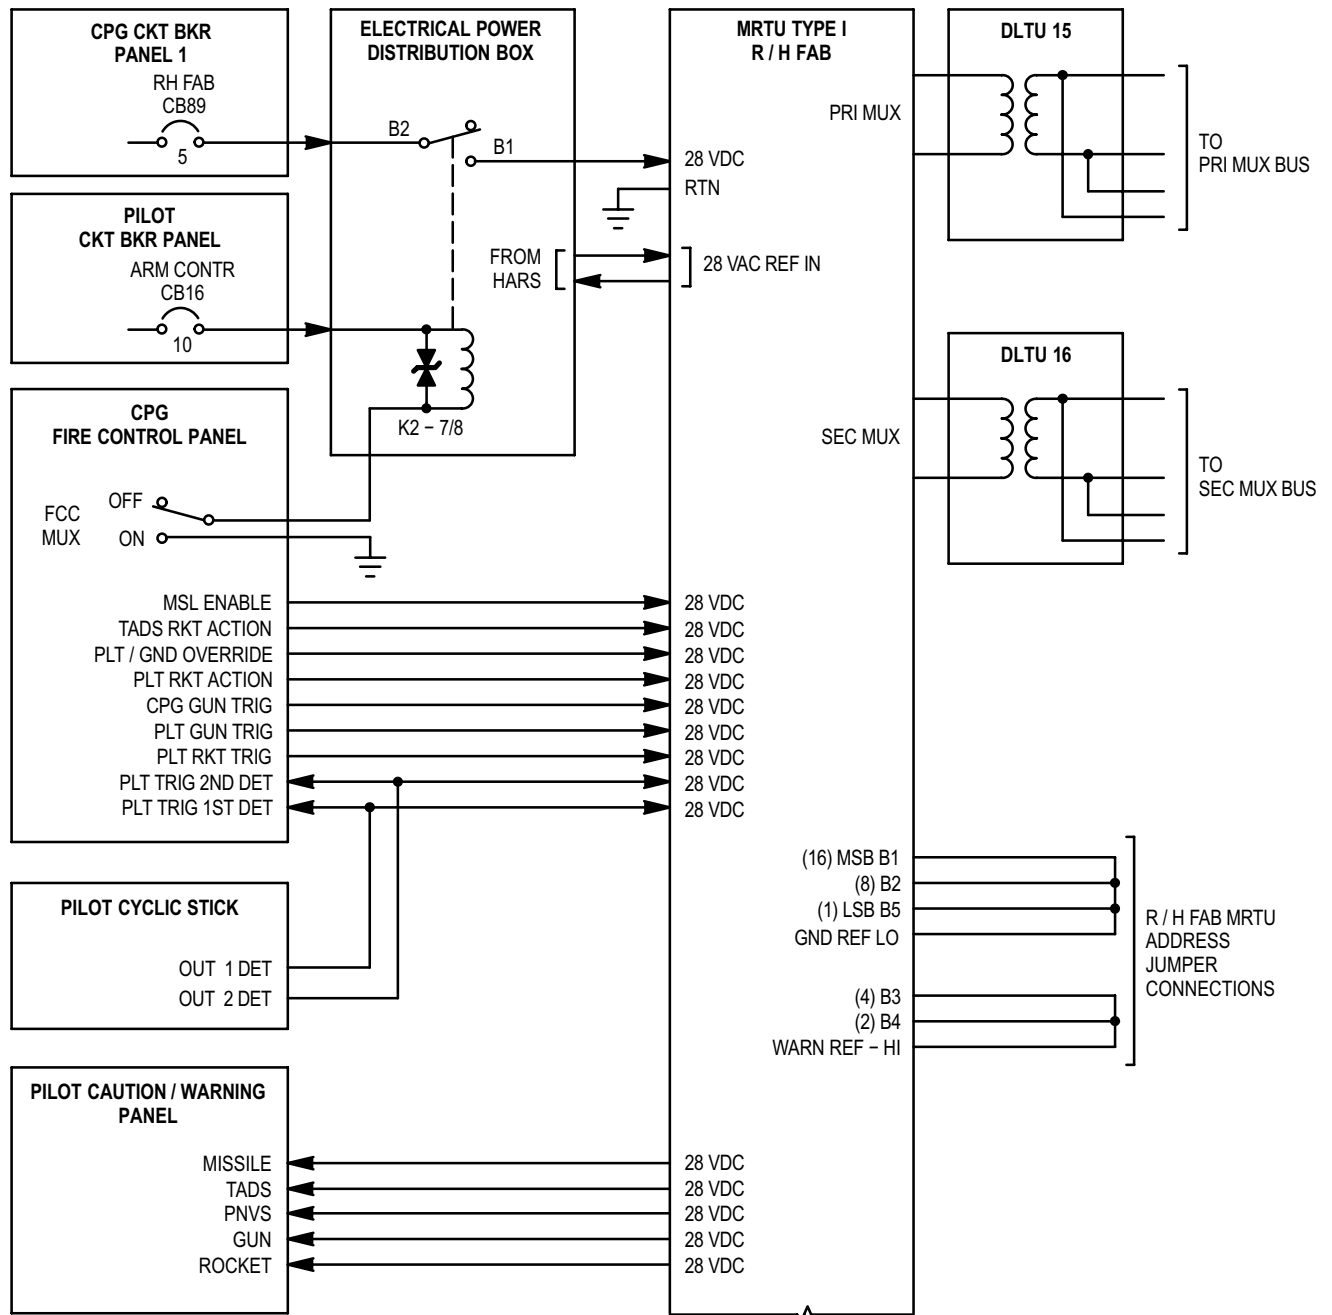 CPG CKT BKR
PANEL 1
RH FAB
CB89
5
PILOT
CKT BKR PANEL
ARM CONTR
CB16
10
CPG
FIRE CONTROL PANEL
FCC
MUX
OFF
ON
MSL ENABLE
TADS RKT ACTION
PLT / GND OVERRIDE
PLT RKT ACTION
CPG GUN TRIG
PLT GUN TRIG
PLT RKT TRIG
PLT TRIG 2ND DET
PLT TRIG 1ST DET
PILOT CYCLIC STICK
OUT 1 DET
OUT 2 DET
PILOT CAUTION / WARNING
PANEL
MISSILE
TADS
PNVS
GUN
ROCKET
ELECTRICAL POWER
DISTRIBUTION BOX
B2
B1
FROM
HARS
K2 – 7/8
MRTU TYPE I
R / H FAB
PRI MUX
28 VDC
RTN
28 VAC REF IN
SEC MUX
28 VDC
28 VDC
28 VDC
28 VDC
28 VDC
28 VDC
28 VDC
28 VDC
28 VDC
(16) MSB B1
(8) B2
(1) LSB B5
GND REF LO
(4) B3
(2) B4
WARN REF – HI
28 VDC
28 VDC
28 VDC
28 VDC
28 VDC
DLTU 15
TO
PRI MUX BUS
DLTU 16
TO
SEC MUX BUS
R / H FAB MRTU
ADDRESS
JUMPER
CONNECTIONS